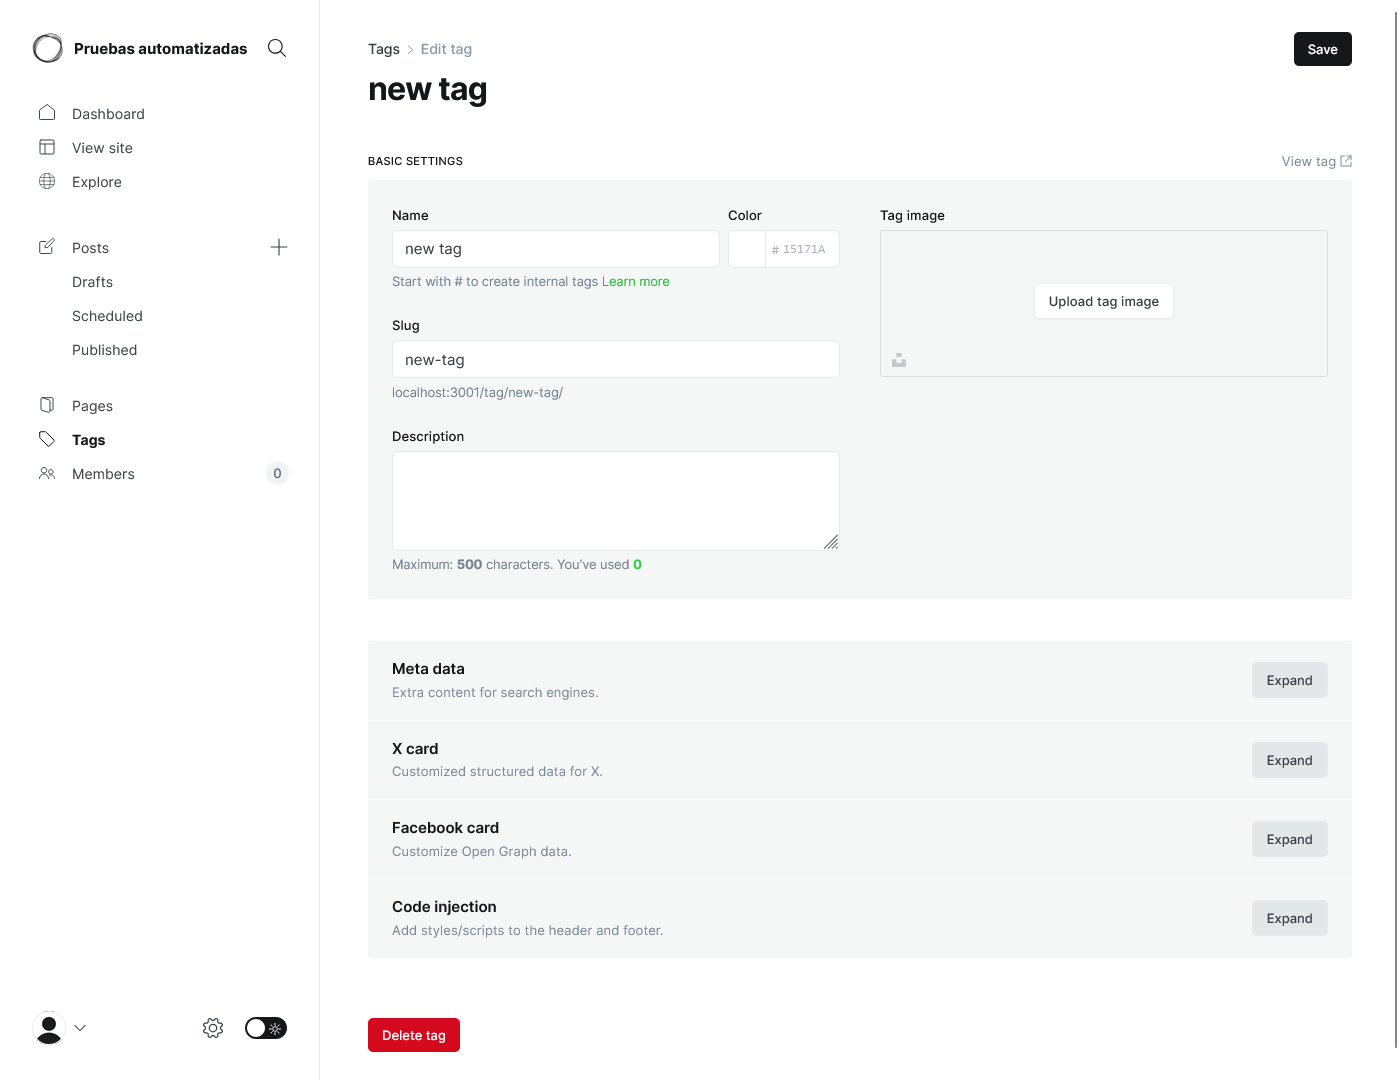 Pruebas automatizadas
Dashboard
View site
Explore
Posts
Drafts
Scheduled
Published
Pages
Tags
Members 0
Tags > Edit tag
Save
new tag
BASIC SETTINGS
View tag
Name
new tag
Start with # to create internal tags Learn more
Color
# 15171A
Slug
new-tag
localhost:3001/tag/new-tag/
Description
Maximum: 500 characters. You’ve used 0
Tag image
Upload tag image
Meta data
Extra content for search engines.
Expand
X card
Customized structured data for X.
Expand
Facebook card
Customize Open Graph data.
Expand
Code injection
Add styles/scripts to the header and footer.
Expand
Delete tag